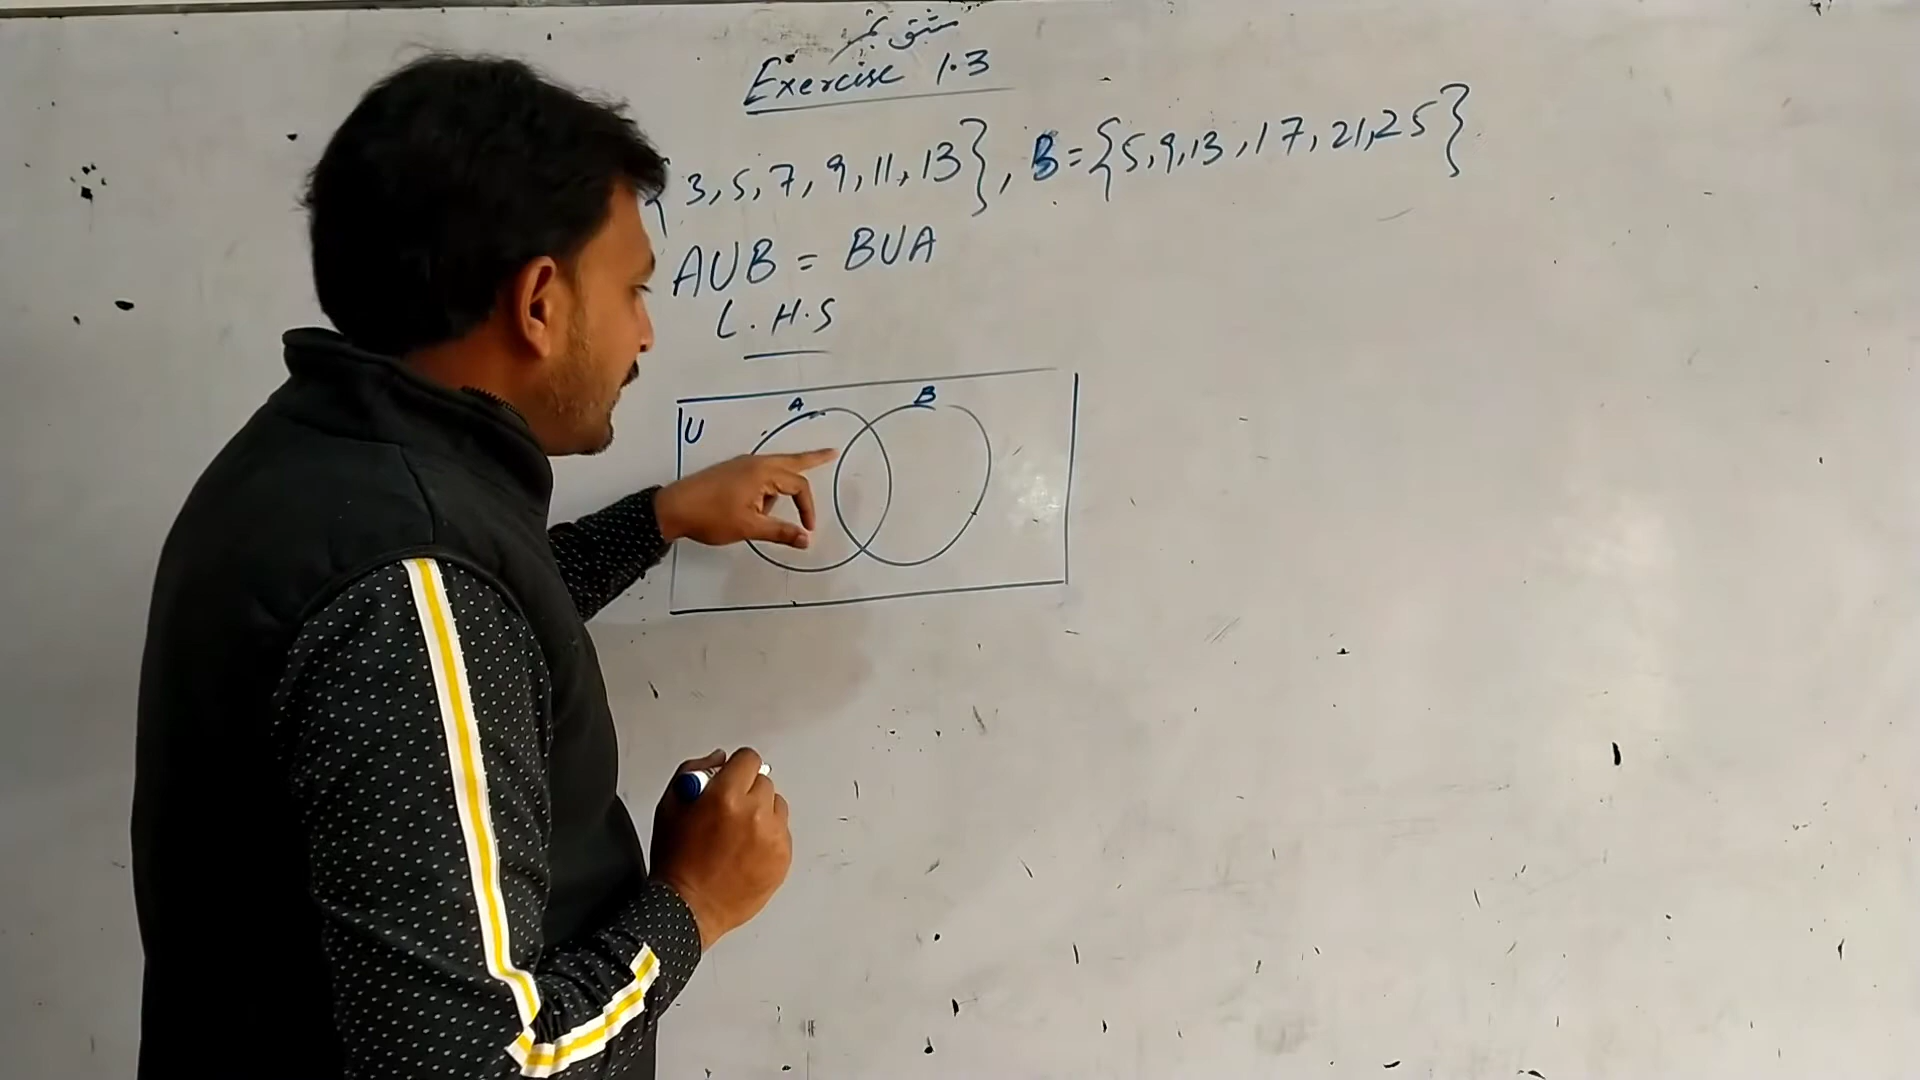 مشق نمبر
Exercise 1.3
{ 3, 5, 7, 9, 11, 13}, B={5, 9, 13, 17, 21, 25}
AUB = BUA
L.H.S
A B
U